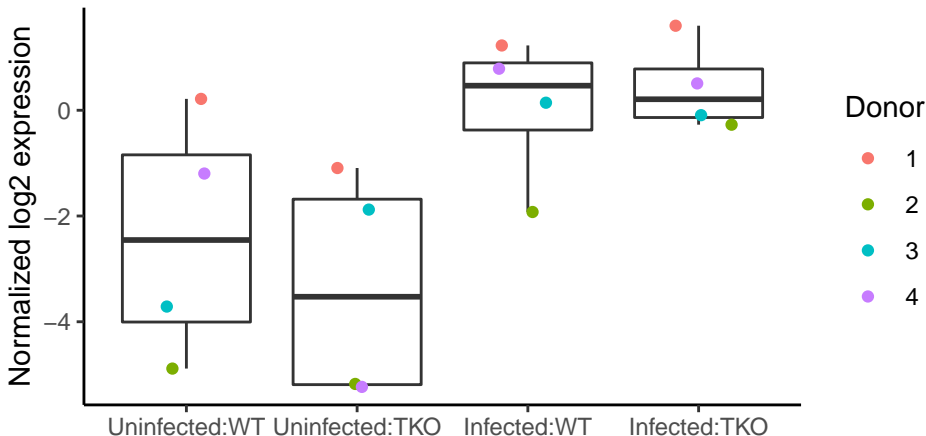 Normalized log2 expression
0
−2
−4
Uninfected:WT Uninfected:TKO Infected:WT Infected:TKO
Donor
1
2
3
4